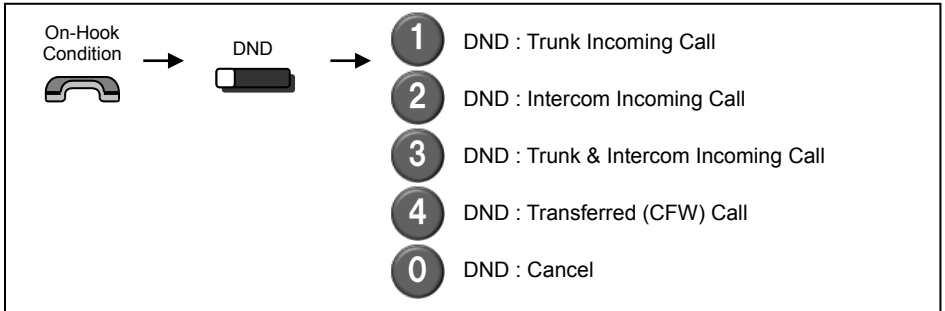 On-Hook
Condition
DND
1 DND : Trunk Incoming Call
2 DND : Intercom Incoming Call
3 DND : Trunk & Intercom Incoming Call
4 DND : Transferred (CFW) Call
0 DND : Cancel